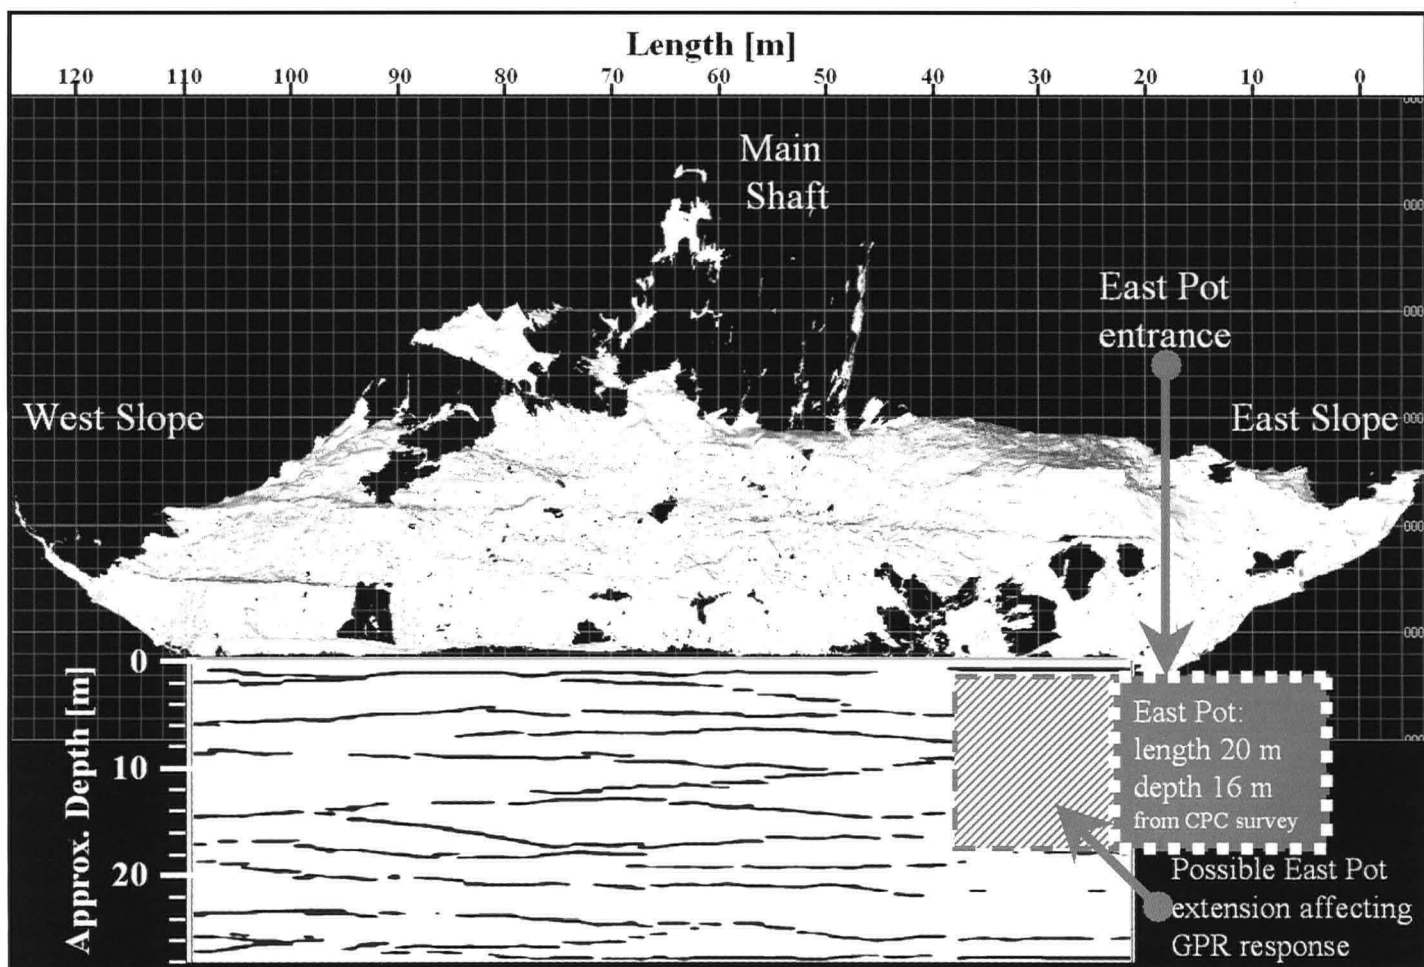 Length [m]
120 110 100 90 80 70 60 50 40 30 20 10 0
Main
Shaft
East Pot
entrance
West Slope
East Slope
0
10
20
Approx. Depth [m]
East Pot:
length 20 m
depth 16 m
from CPC survey
Possible East Pot
extension affecting
GPR response